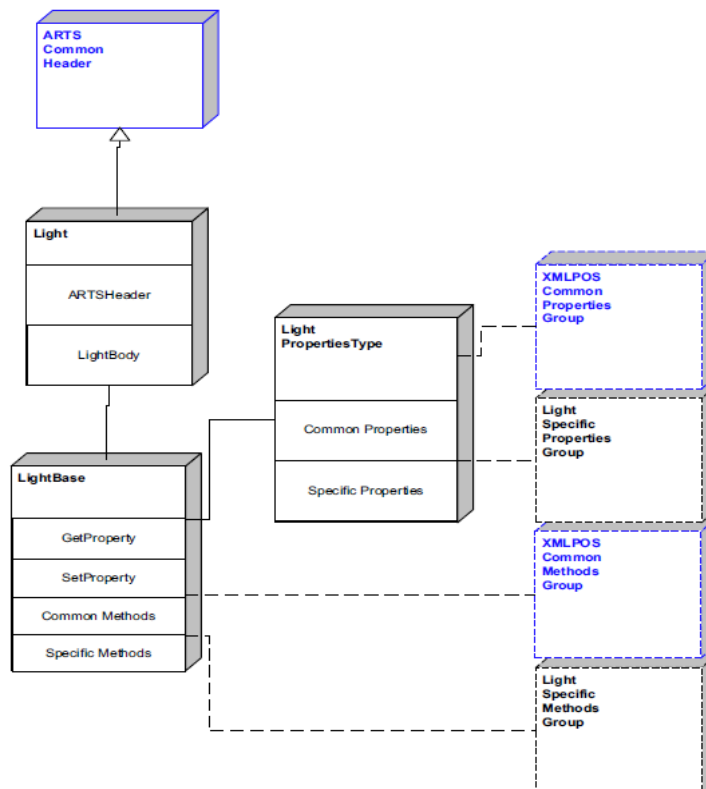 ARTS
Common
Header
Light
ARTSHeader
LightBody
Light
PropertiesType
Common Properties
Specific Properties
XMLPOS
Common
Properties
Group
Light
Specific
Properties
Group
LightBase
GetProperty
SetProperty
Common Methods
Specific Methods
XMLPOS
Common
Methods
Group
Light
Specific
Methods
Group